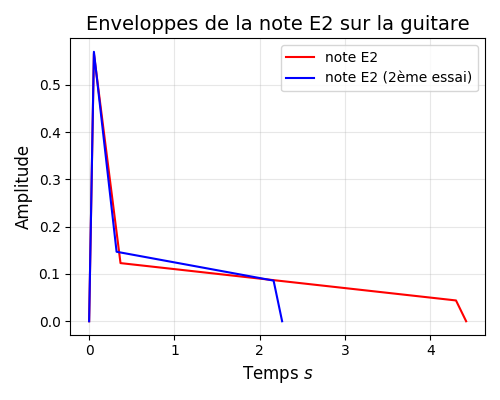 Enveloppes de la note E2 sur la guitare
note E2
note E2 (2ème essai)
Amplitude
0.5
0.4
0.3
0.2
0.1
0.0
0 1 2 3 4
Temps s